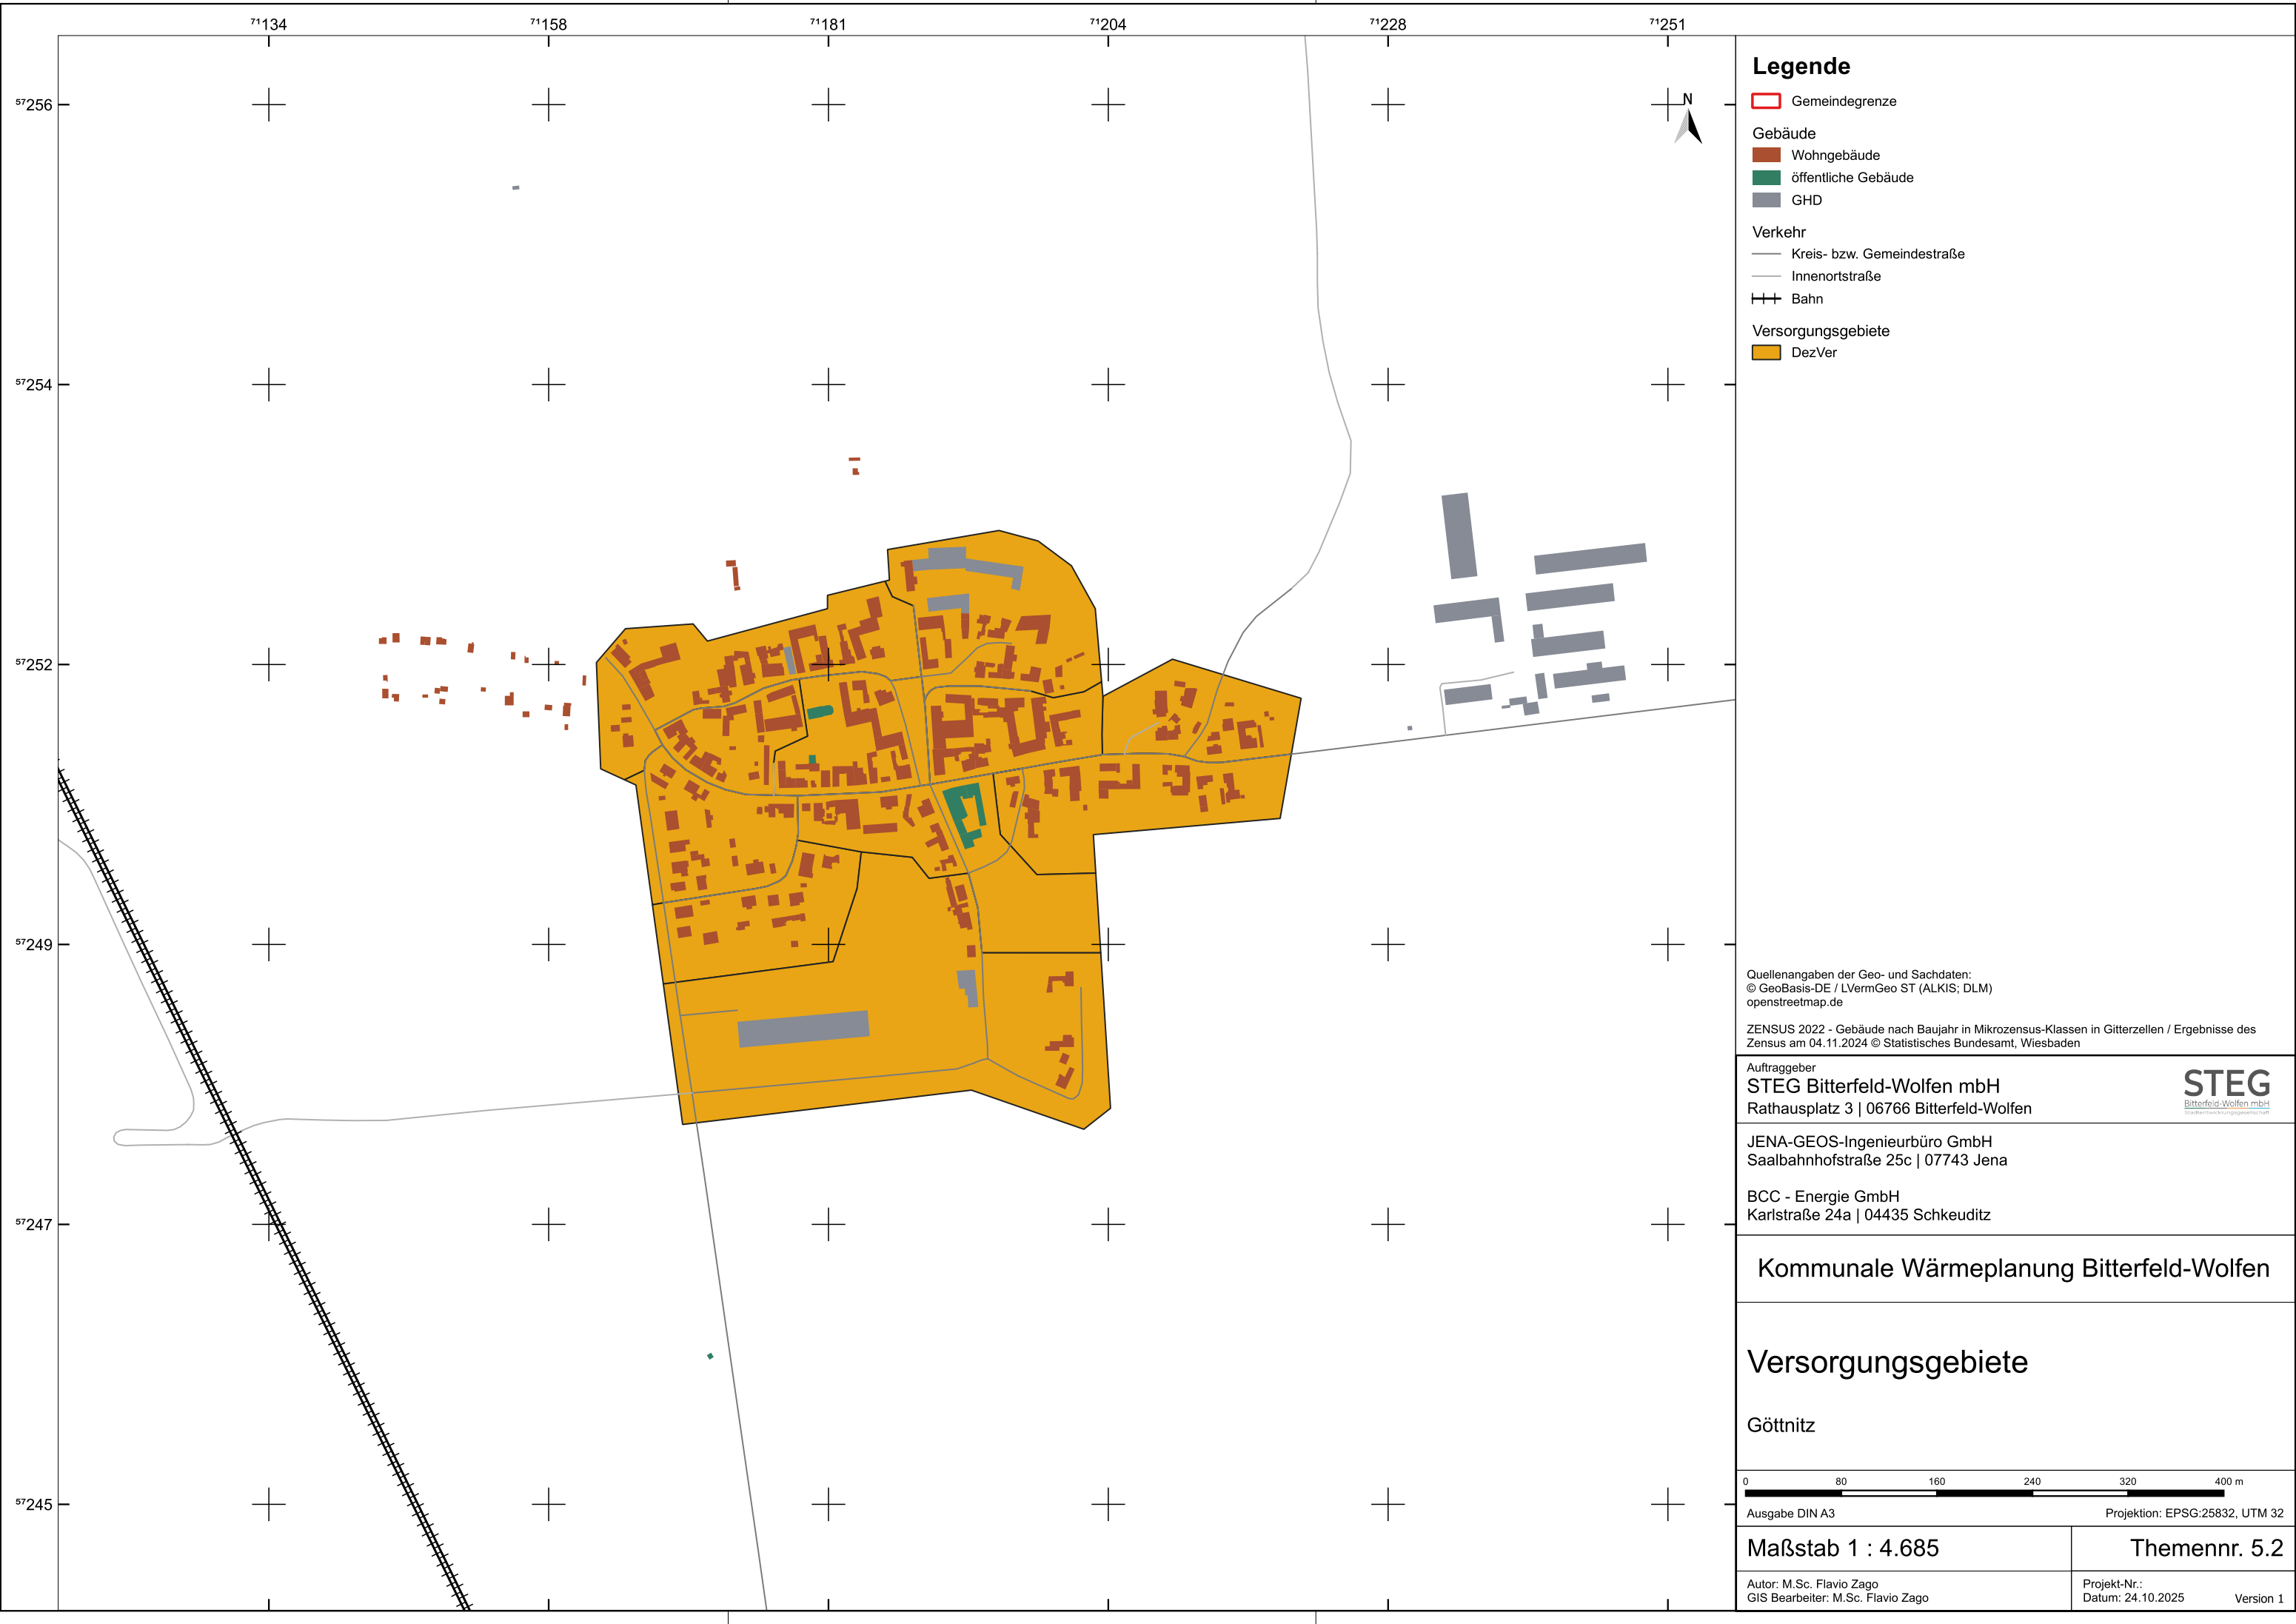 71134 71158 71181 71204 71228 71251
57256
57254
57252
57249
57247
57245
N
Legende
Gemeindegrenze
Gebäude
Wohngebäude
öffentliche Gebäude
GHD
Verkehr
Kreis- bzw. Gemeindestraße
Innenortstraße
Bahn
Versorgungsgebiete
DezVer
Quellenangaben der Geo- und Sachdaten:
© GeoBasis-DE / LVermGeo ST (ALKIS; DLM)
openstreetmap.de
ZENSUS 2022 - Gebäude nach Baujahr in Mikrozensus-Klassen in Gitterzellen / Ergebnisse des
Zensus am 04.11.2024 © Statistisches Bundesamt, Wiesbaden
Auftraggeber
STEG Bitterfeld-Wolfen mbH
Rathausplatz 3 | 06766 Bitterfeld-Wolfen
STEG
Bitterfeld-Wolfen mbH
Stadtentwicklungsgesellschaft
JENA-GEOS-Ingenieurbüro GmbH
Saalbahnhofstraße 25c | 07743 Jena
BCC - Energie GmbH
Karlstraße 24a | 04435 Schkeuditz
Kommunale Wärmeplanung Bitterfeld-Wolfen
Versorgungsgebiete
Göttnitz
0 80 160 240 320 400 m
Ausgabe DIN A3 Projektion: EPSG:25832, UTM 32
Maßstab 1 : 4.685 Themennr. 5.2
Autor: M.Sc. Flavio Zago Projekt-Nr.:
GIS Bearbeiter: M.Sc. Flavio Zago Datum: 24.10.2025 Version 1